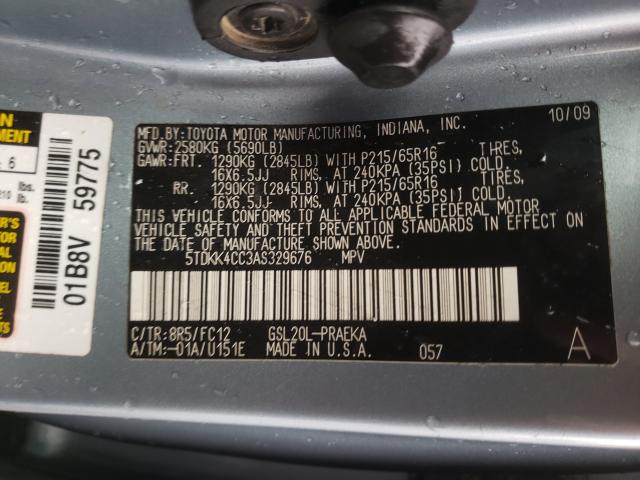 MFD.BY:TOYOTA MOTOR MANUFACTURING, INDIANA, INC. 10/09
GVWR:2580KG (5690LB)
GAWR:FRT. 1290KG (2845LB) WITH P215/65R16 TIRES,
16X6.5JJ RIMS, AT 240KPA (35PSI) COLD.
RR. 1290KG (2845LB) WITH P215/65R16 TIRES,
16X6.5JJ RIMS, AT 240KPA (35PSI) COLD.
THIS VEHICLE CONFORMS TO ALL APPLICABLE FEDERAL MOTOR
VEHICLE SAFETY AND THEFT PREVENTION STANDARDS IN EFFECT ON
THE DATE OF MANUFACTURE SHOWN ABOVE.
5TDKK4CC3AS329676 MPV
C/TR:8R5/FC12 GSL20L-PRAEKA
A/TM:-01A/U151E MADE IN U.S.A. 057 A
01B8V 59775
6
210 lbs.
lb.